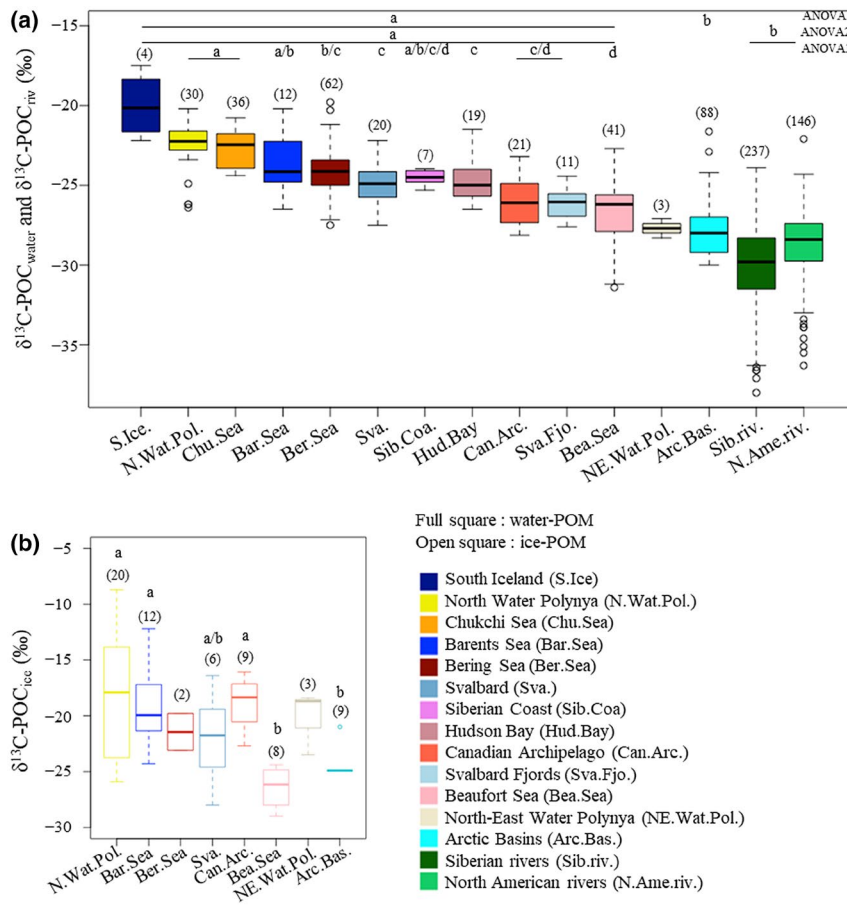 (a)
δ13C-POCwater and δ13C-POCriv (‰)
−15
−20
−25
−30
−35
a
b
ANOVA
a
b
ANOVA2
a
a/b
b/c
c
a/b/c/d
c
c/d
d
ANOVA
(4)
(30)
(36)
(12)
(62)
(20)
(7)
(19)
(21)
(11)
(41)
(3)
(88)
(237)
(146)
S.Ice.
N.Wat.Pol.
Chu.Sea
Bar.Sea
Ber.Sea
Sva.
Sib.Coa.
Hud.Bay
Can.Arc.
Sva.Fjo.
Bea.Sea
NE.Wat.Pol.
Arc.Bas.
Sib.riv.
N.Ame.riv.
(b)
δ13C-POCice (‰)
−5
−10
−15
−20
−25
−30
a
(20)
a
(12)
(2)
a/b
(6)
a
(9)
b
(8)
(3)
b
(9)
N.Wat.Pol.
Bar.Sea
Ber.Sea
Sva.
Can.Arc.
Bea.Sea
NE.Wat.Pol.
Arc.Bas.
Full square : water-POM
Open square : ice-POM
South Iceland (S.Ice)
North Water Polynya (N.Wat.Pol.)
Chukchi Sea (Chu.Sea)
Barents Sea (Bar.Sea)
Bering Sea (Ber.Sea)
Svalbard (Sva.)
Siberian Coast (Sib.Coa)
Hudson Bay (Hud.Bay)
Canadian Archipelago (Can.Arc.)
Svalbard Fjords (Sva.Fjo.)
Beaufort Sea (Bea.Sea)
North-East Water Polynya (NE.Wat.Pol.)
Arctic Basins (Arc.Bas.)
Siberian rivers (Sib.riv.)
North American rivers (N.Ame.riv.)